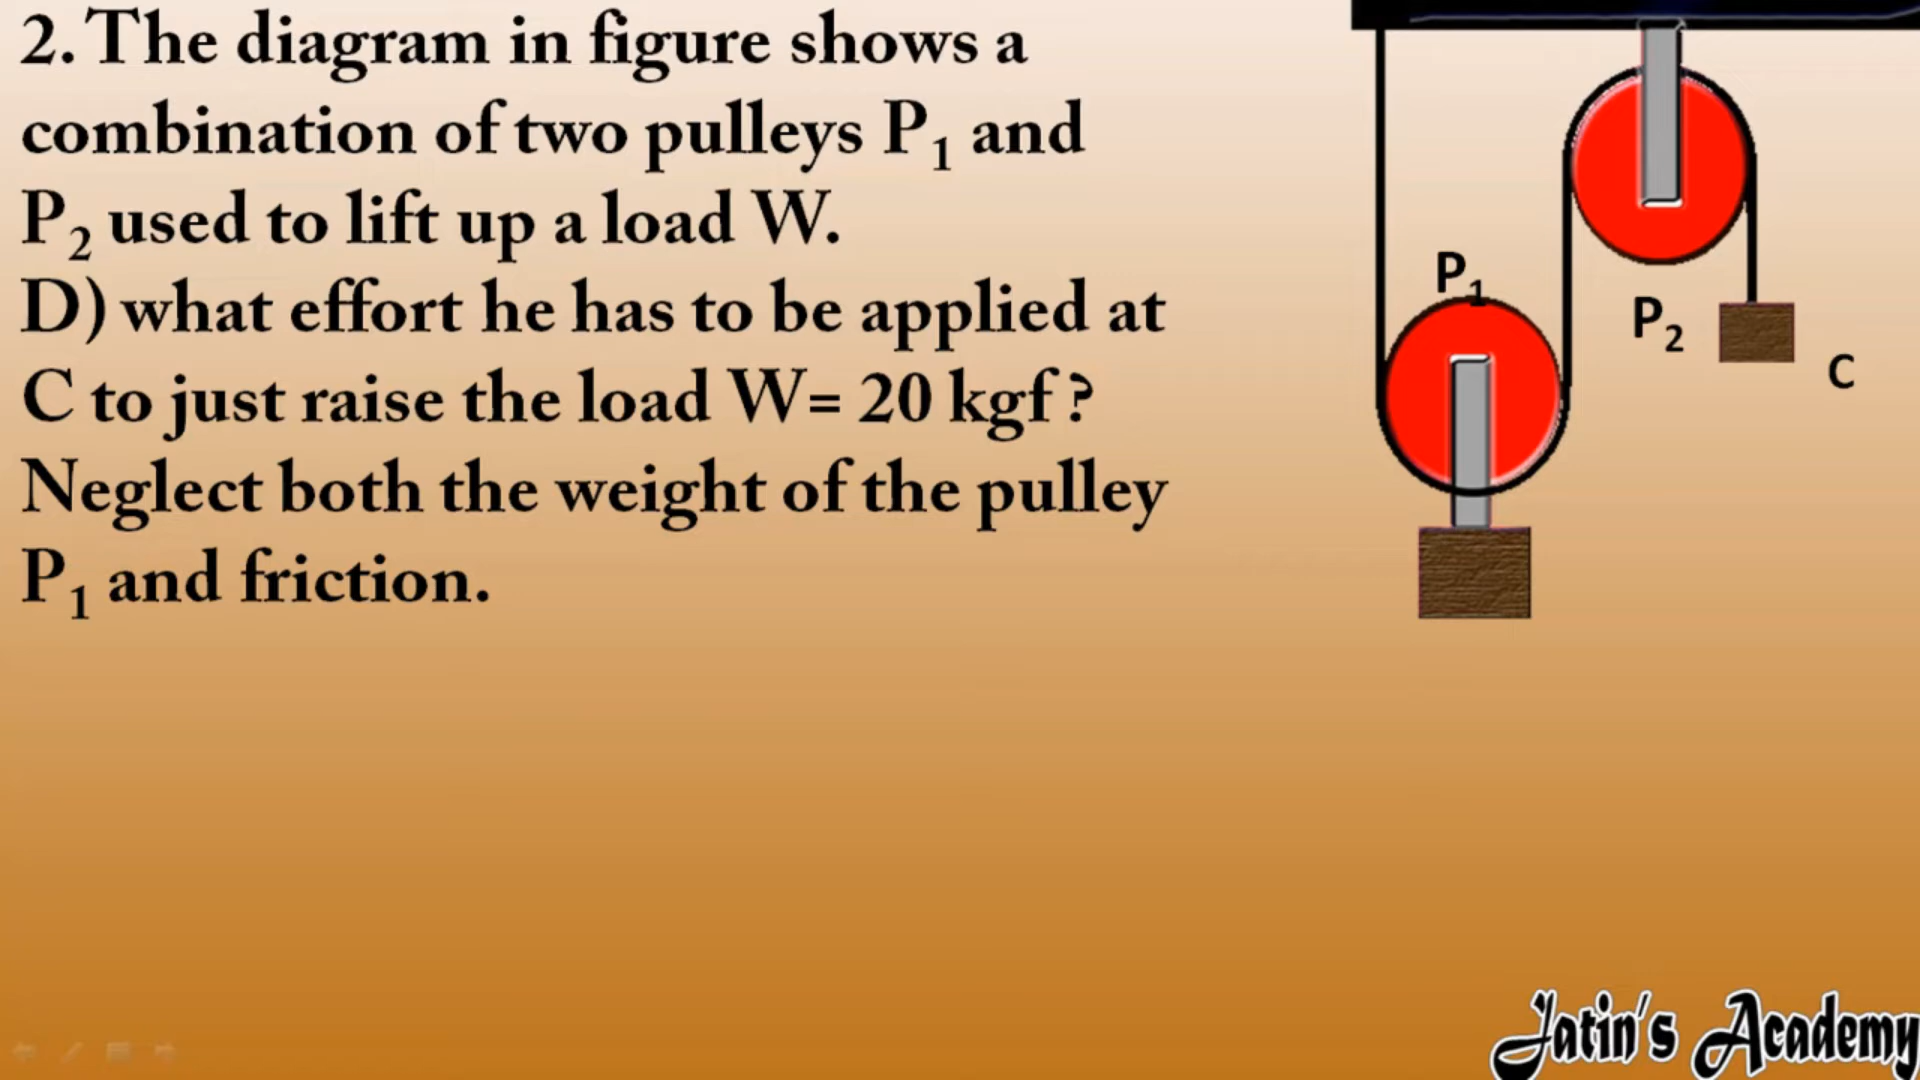 2. The diagram in figure shows a
combination of two pulleys P₁ and
P₂ used to lift up a load W.
D) what effort he has to be applied at
C to just raise the load W= 20 kgf ?
Neglect both the weight of the pulley
P₁ and friction.
P₁
P₂
C
Jatin's Academy